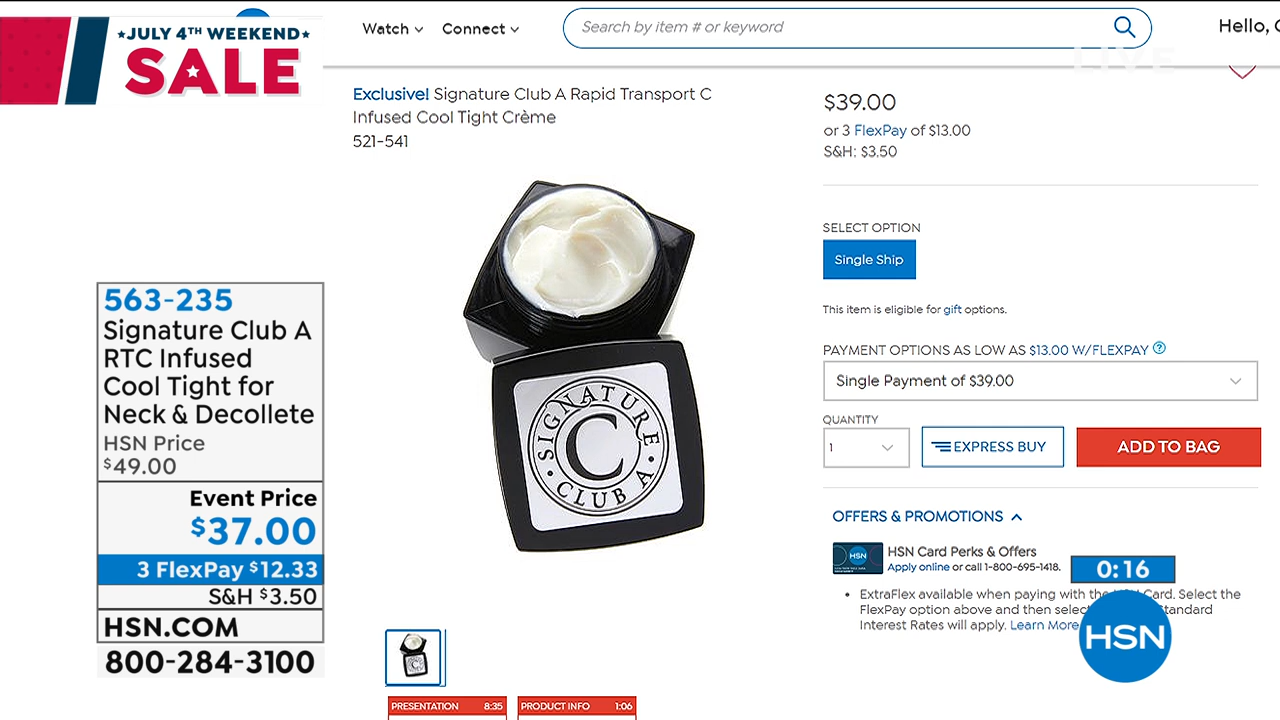 ★JULY 4TH WEEKEND★
SALE
Watch
Connect
Search by item # or keyword
Hello,
LIVE
Exclusive! Signature Club A Rapid Transport C
Infused Cool Tight Crème
521-541
$39.00
or 3 FlexPay of $13.00
S&H: $3.50
SELECT OPTION
Single Ship
This item is eligible for gift options.
PAYMENT OPTIONS AS LOW AS $13.00 W/FLEXPAY ?
Single Payment of $39.00
QUANTITY
1
EXPRESS BUY
ADD TO BAG
OFFERS & PROMOTIONS
HSN
HSN Card Perks & Offers
Apply online or call 1-800-695-1418.
• ExtraFlex available when paying with the Card. Select the
FlexPay option above and then Standard
Interest Rates will apply. Learn More
0:16
HSN
563-235
Signature Club A
RTC Infused
Cool Tight for
Neck & Decollete
HSN Price
$49.00
Event Price
$37.00
3 FlexPay $12.33
S&H $3.50
HSN.COM
800-284-3100
SIGNATURE
C
CLUB A
PRESENTATION 8:35
PRODUCT INFO 1:06